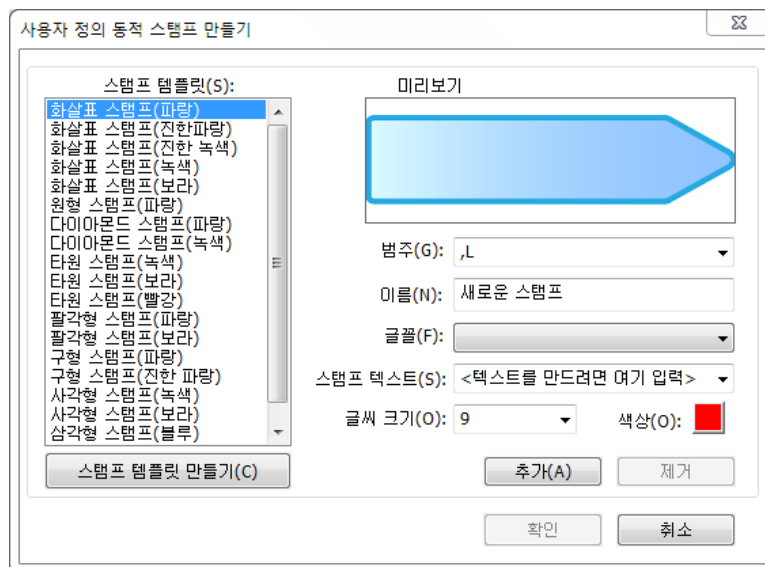 사용자 정의 동적 스탬프 만들기
스탬프 템플릿(S):
화살표 스탬프(파랑)
화살표 스탬프(진한파랑)
화살표 스탬프(진한 녹색)
화살표 스탬프(녹색)
화살표 스탬프(보라)
원형 스탬프(파랑)
다이아몬드 스탬프(파랑)
다이아몬드 스탬프(녹색)
타원 스탬프(녹색)
타원 스탬프(보라)
타원 스탬프(빨강)
팔각형 스탬프(파랑)
팔각형 스탬프(보라)
구형 스탬프(파랑)
구형 스탬프(진한 파랑)
사각형 스탬프(녹색)
사각형 스탬프(보라)
삼각형 스탬프(블루)
스탬프 템플릿 만들기(C)
미리보기
범주(G): ,L
이름(N): 새로운 스탬프
글꼴(F):
스탬프 텍스트(S): <텍스트를 만드려면 여기 입력>
글씨 크기(O): 9 색상(O):
추가(A) 제거
확인 취소